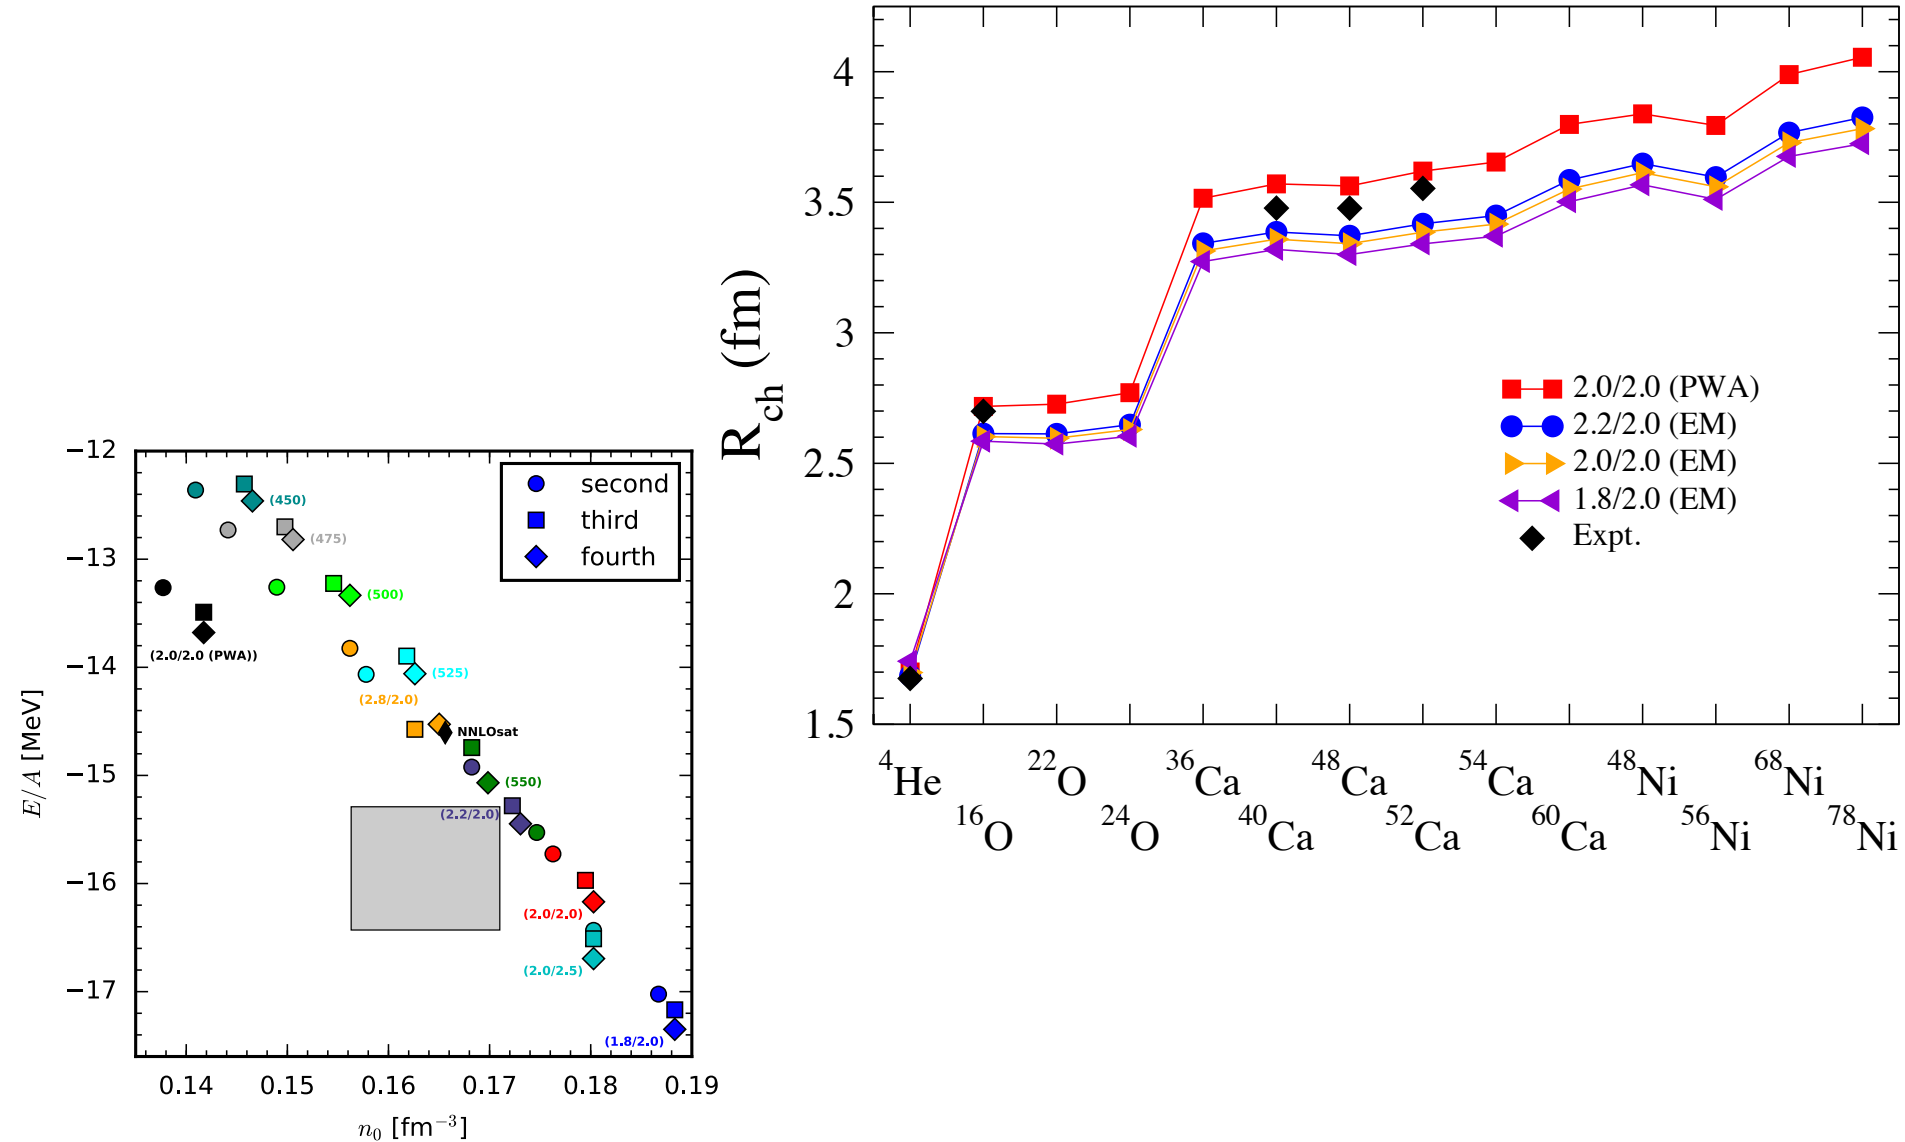 −12
−13
−14
−15
−16
−17
E/A [MeV]
0.14 0.15 0.16 0.17 0.18 0.19
n₀ [fm⁻³]
second
third
fourth
(450)
(475)
(500)
(2.0/2.0 (PWA))
(525)
(2.8/2.0)
NNLOsat
(550)
(2.2/2.0)
(2.0/2.0)
(2.0/2.5)
(1.8/2.0)
R_ch (fm)
4
3.5
3
2.5
2
1.5
2.0/2.0 (PWA)
2.2/2.0 (EM)
2.0/2.0 (EM)
1.8/2.0 (EM)
Expt.
⁴He ²²O ³⁶Ca ⁴⁸Ca ⁵⁴Ca ⁴⁸Ni ⁶⁸Ni
¹⁶O ²⁴O ⁴⁰Ca ⁵²Ca ⁶⁰Ca ⁵⁶Ni ⁷⁸Ni